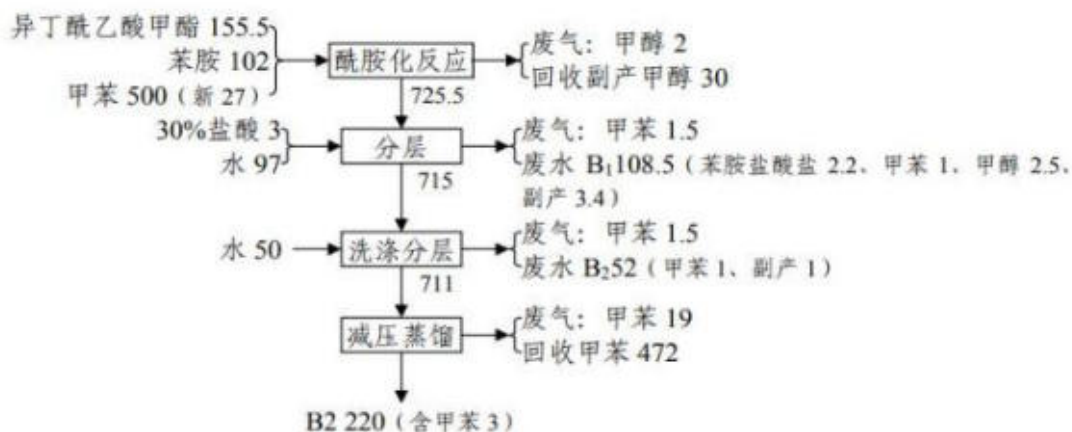 异丁酰乙酸甲酯 155.5
苯胺 102
甲苯 500（新 27）
酰胺化反应
废气：甲醇 2
回收副产甲醇 30
725.5
30%盐酸 3
水 97
分层
废气：甲苯 1.5
废水 B₁108.5（苯胺盐酸盐 2.2、甲苯 1、甲醇 2.5、
副产 3.4）
715
水 50
洗涤分层
废气：甲苯 1.5
废水 B₂52（甲苯 1、副产 1）
711
减压蒸馏
废气：甲苯 19
回收甲苯 472
B2 220（含甲苯 3）